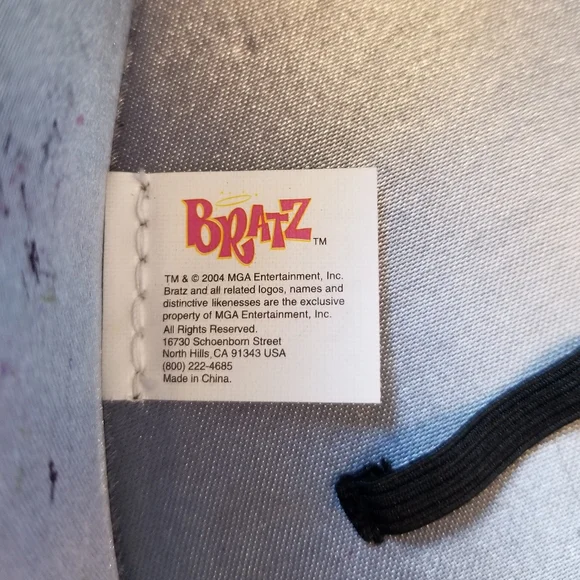 BRATZ™
TM & © 2004 MGA Entertainment, Inc.
Bratz and all related logos, names and
distinctive likenesses are the exclusive
property of MGA Entertainment, Inc.
All Rights Reserved.
16730 Schoenborn Street
North Hills, CA 91343 USA
(800) 222-4685
Made in China.